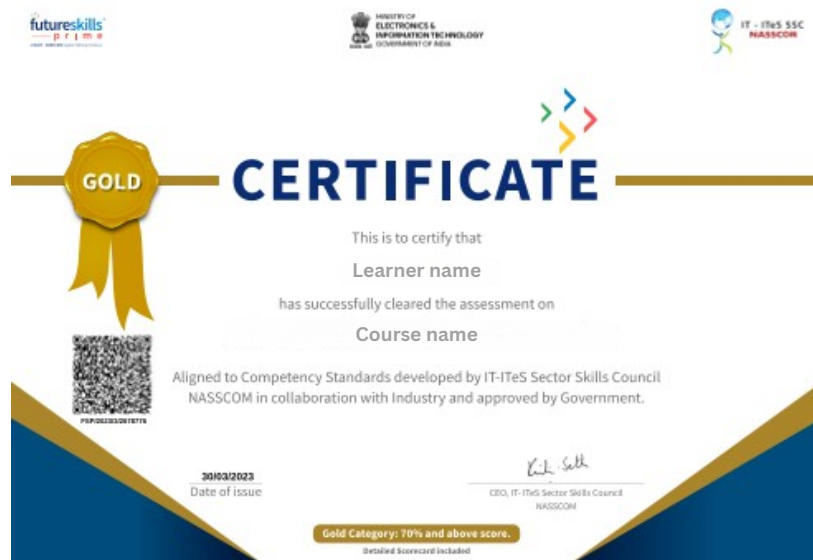 futureskills
prime
MINISTRY OF
ELECTRONICS &
INFORMATION TECHNOLOGY
GOVERNMENT OF INDIA
IT - ITeS SSC
NASSCOM
GOLD
CERTIFICATE
This is to certify that
Learner name
has successfully cleared the assessment on
Course name
Aligned to Competency Standards developed by IT-ITeS Sector Skills Council
NASSCOM in collaboration with Industry and approved by Government.
30/03/2023
Date of issue
CEO, IT- ITeS Sector Skills Council
NASSCOM
Gold Category: 70% and above score.
Detailed Scorecard included